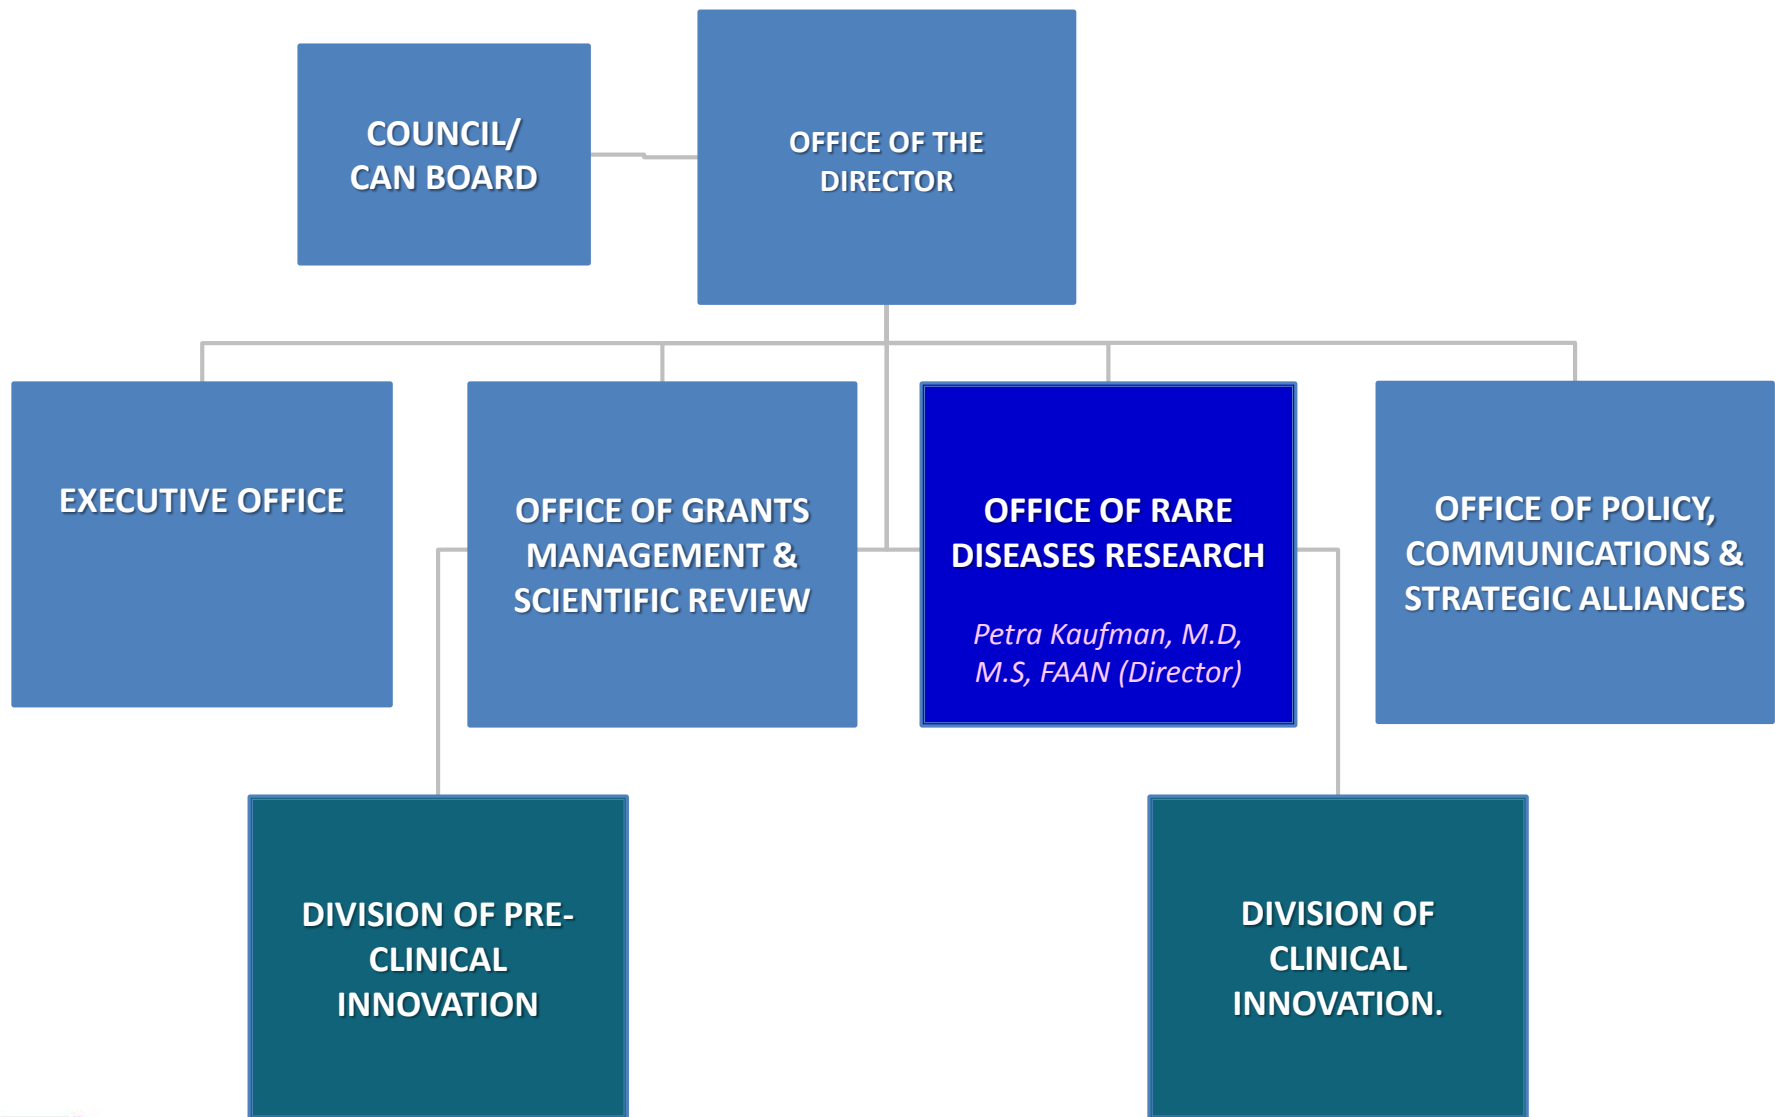 COUNCIL/
CAN BOARD
OFFICE OF THE
DIRECTOR
EXECUTIVE OFFICE
OFFICE OF GRANTS
MANAGEMENT &
SCIENTIFIC REVIEW
OFFICE OF RARE
DISEASES RESEARCH
Petra Kaufman, M.D,
M.S, FAAN (Director)
OFFICE OF POLICY,
COMMUNICATIONS &
STRATEGIC ALLIANCES
DIVISION OF PRE-
CLINICAL
INNOVATION
DIVISION OF
CLINICAL
INNOVATION.